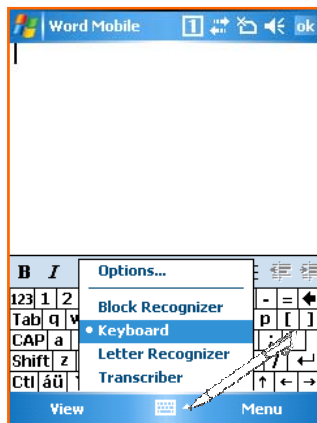 Word Mobile 1 ok
B I
Options...
Block Recognizer
Keyboard
Letter Recognizer
Transcriber
123 1 2 - =
Tab q p [ ]
CAP a ;
Shift z /
Ctl áü
View Menu